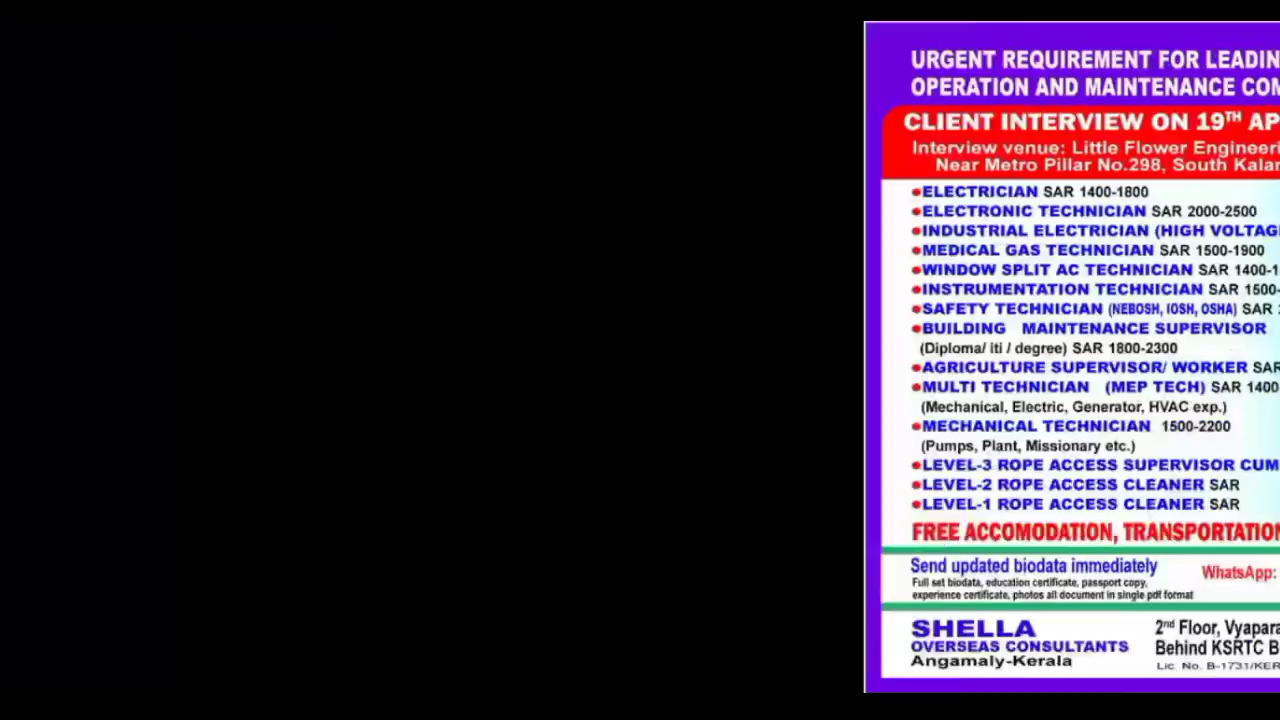 URGENT REQUIREMENT FOR LEADIN
OPERATION AND MAINTENANCE COM
CLIENT INTERVIEW ON 19TH AP
Interview venue: Little Flower Engineeri
Near Metro Pillar No.298, South Kalar
ELECTRICIAN SAR 1400-1800
ELECTRONIC TECHNICIAN SAR 2000-2500
INDUSTRIAL ELECTRICIAN (HIGH VOLTAG
MEDICAL GAS TECHNICIAN SAR 1500-1900
WINDOW SPLIT AC TECHNICIAN SAR 1400-1
INSTRUMENTATION TECHNICIAN SAR 1500-
SAFETY TECHNICIAN (NEBOSH, IOSH, OSHA) SAR
BUILDING MAINTENANCE SUPERVISOR
(Diploma/ iti / degree) SAR 1800-2300
AGRICULTURE SUPERVISOR/ WORKER SAR
MULTI TECHNICIAN (MEP TECH) SAR 1400
(Mechanical, Electric, Generator, HVAC exp.)
MECHANICAL TECHNICIAN 1500-2200
(Pumps, Plant, Missionary etc.)
LEVEL-3 ROPE ACCESS SUPERVISOR CUM
LEVEL-2 ROPE ACCESS CLEANER SAR
LEVEL-1 ROPE ACCESS CLEANER SAR
FREE ACCOMODATION, TRANSPORTATION
Send updated biodata immediately
WhatsApp:
Full set biodata, education certificate, passport copy,
experience certificate, photos all document in single pdf format
SHELLA
OVERSEAS CONSULTANTS
Angamaly-Kerala
2nd Floor, Vyapara
Behind KSRTC B
Lic. No. B-1731/KER